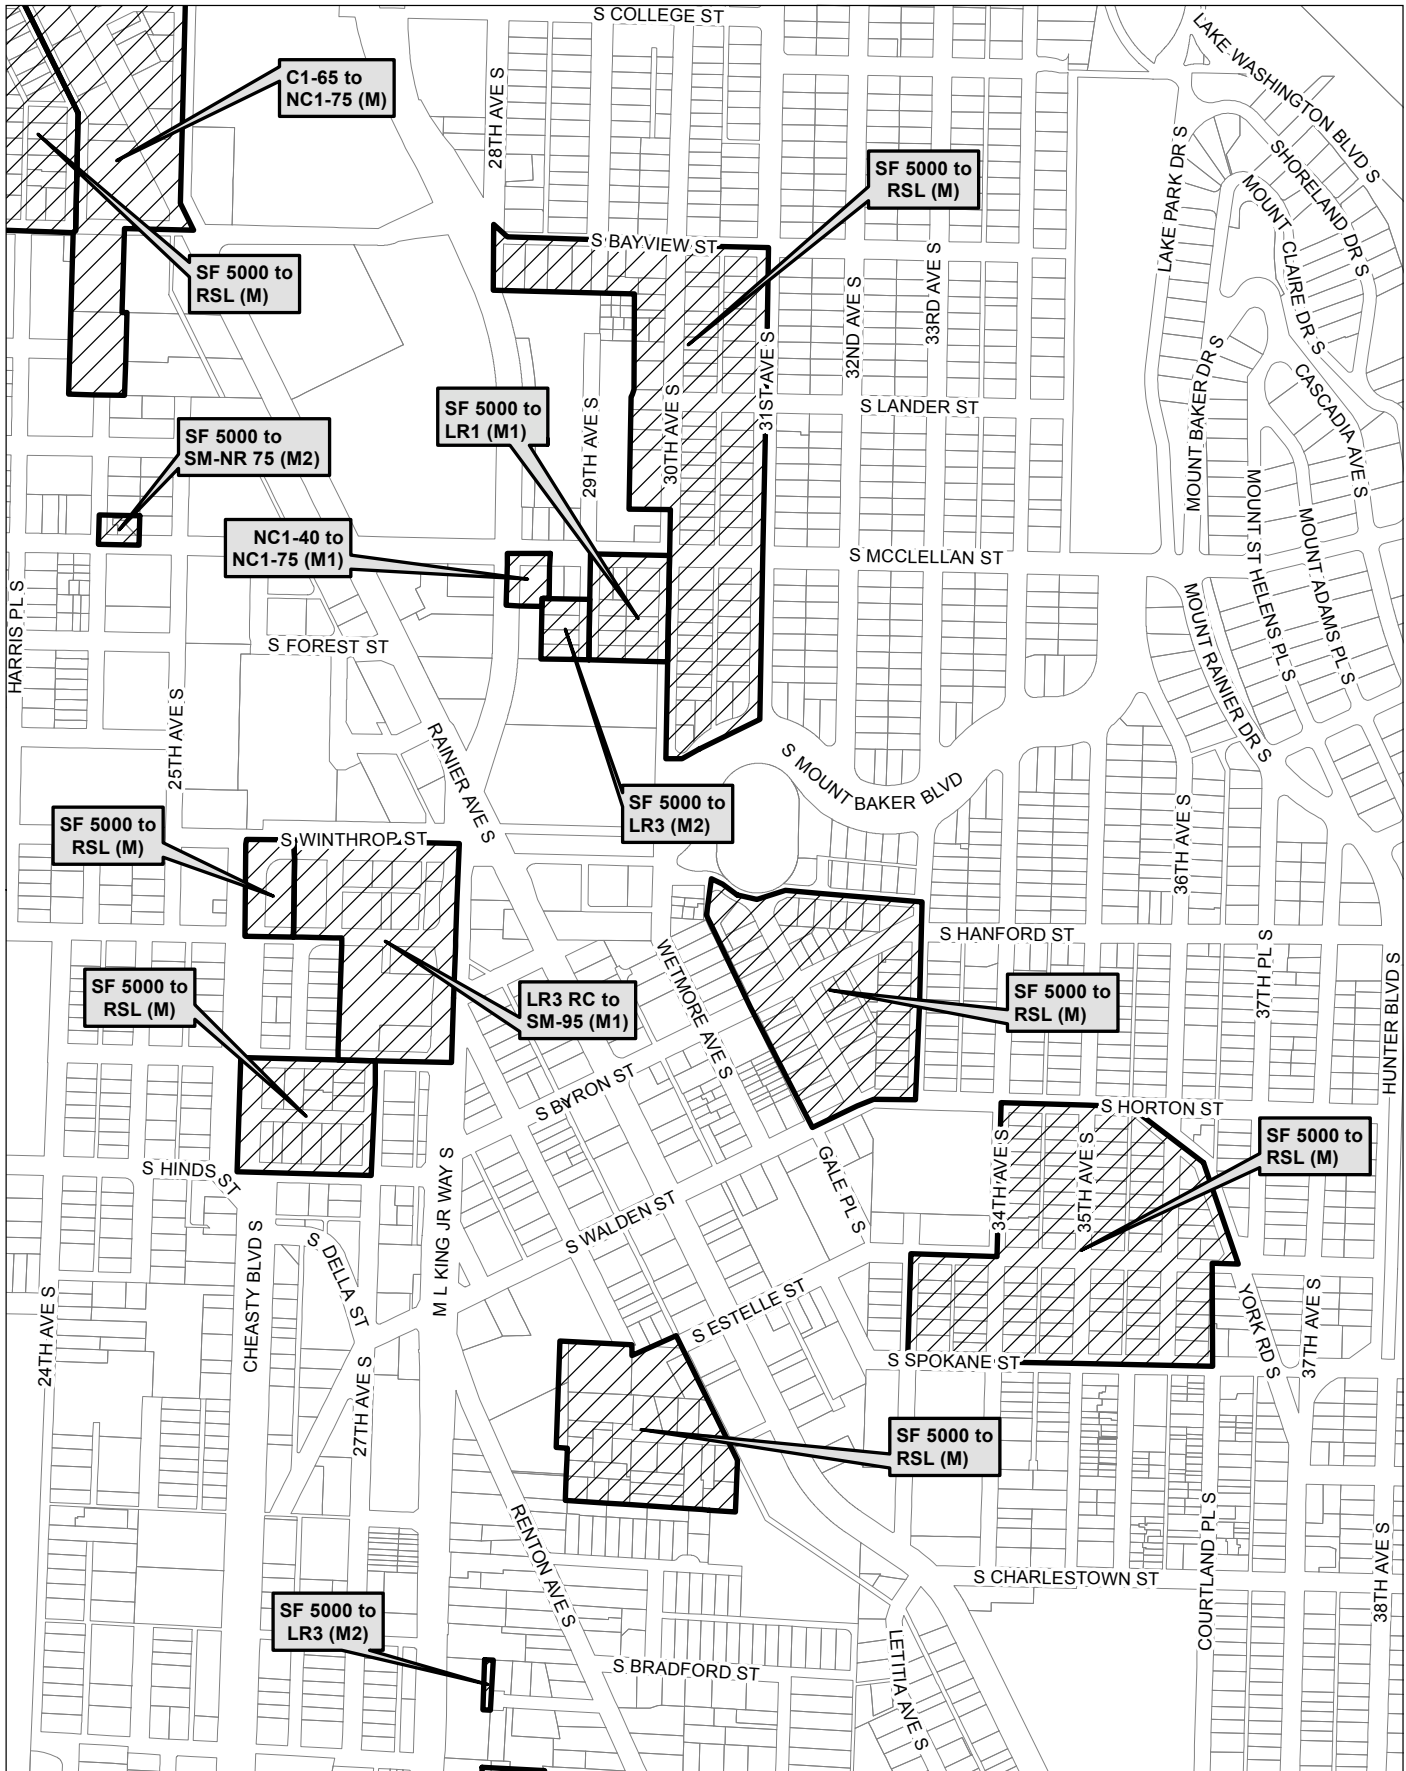 S COLLEGE ST
LAKE WASHINGTON BLVD S
C1-65 to
NC1-75 (M)
28TH AVE S
SHORELAND DR S
LAKE PARK DR S
SF 5000 to
RSL (M)
MOUNT CLAIRE DR S
S BAYVIEW ST
SF 5000 to
RSL (M)
33RD AVE S
32ND AVE S
31ST AVE S
MOUNT BAKER DR S
CASCADIA AVE S
SF 5000 to
LR1 (M1)
29TH AVE S
30TH AVE S
S LANDER ST
SF 5000 to
SM-NR 75 (M2)
MOUNT ST HELENS PL S
MOUNT ADAMS PL S
NC1-40 to
NC1-75 (M1)
S MCCLELLAN ST
HARRIS PL S
MOUNT RAINIER DR S
S FOREST ST
25TH AVE S
RAINIER AVE S
S MOUNT BAKER BLVD
SF 5000 to
LR3 (M2)
36TH AVE S
SF 5000 to
RSL (M)
S WINTHROP ST
S HANFORD ST
37TH PL S
HUNTER BLVD S
WETMORE AVE S
SF 5000 to
RSL (M)
LR3 RC to
SM-95 (M1)
SF 5000 to
RSL (M)
S BYRON ST
S HORTON ST
SF 5000 to
RSL (M)
S HINDS ST
M L KING JR WAY S
GALE PL S
34TH AVE S
35TH AVE S
S WALDEN ST
CHEASTY BLVD S
S DELLA ST
24TH AVE S
27TH AVE S
S ESTELLE ST
YORK RD S
37TH AVE S
S SPOKANE ST
SF 5000 to
RSL (M)
RENTON AVE S
COURTLAND PL S
38TH AVE S
S CHARLESTOWN ST
SF 5000 to
LR3 (M2)
LETITIA AVE S
S BRADFORD ST